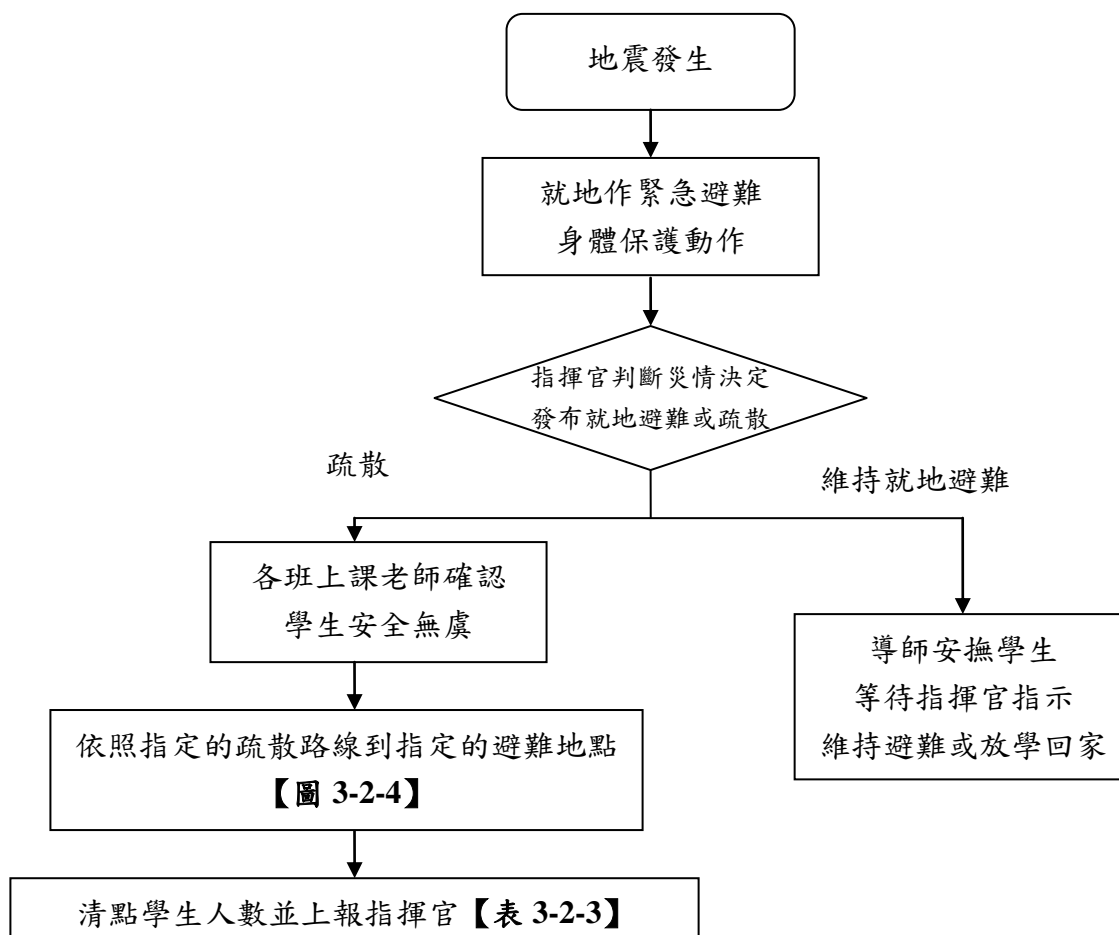 地震發生
就地作緊急避難
身體保護動作
指揮官判斷災情決定
發布就地避難或疏散
疏散
維持就地避難
各班上課老師確認
學生安全無虞
導師安撫學生
等待指揮官指示
維持避難或放學回家
依照指定的疏散路線到指定的避難地點
【圖 3-2-4】
清點學生人數並上報指揮官【表 3-2-3】